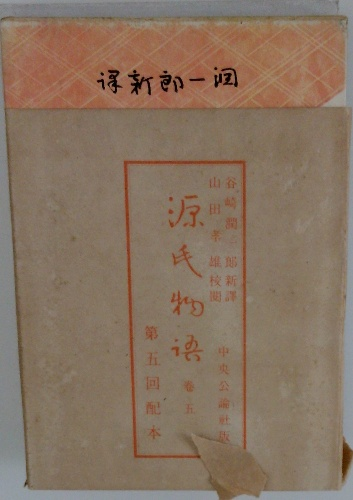 潤一郎新訳
谷崎潤一郎新譯
山田孝雄校閲
源氏物語
巻五
中央公論社版
第五回配本